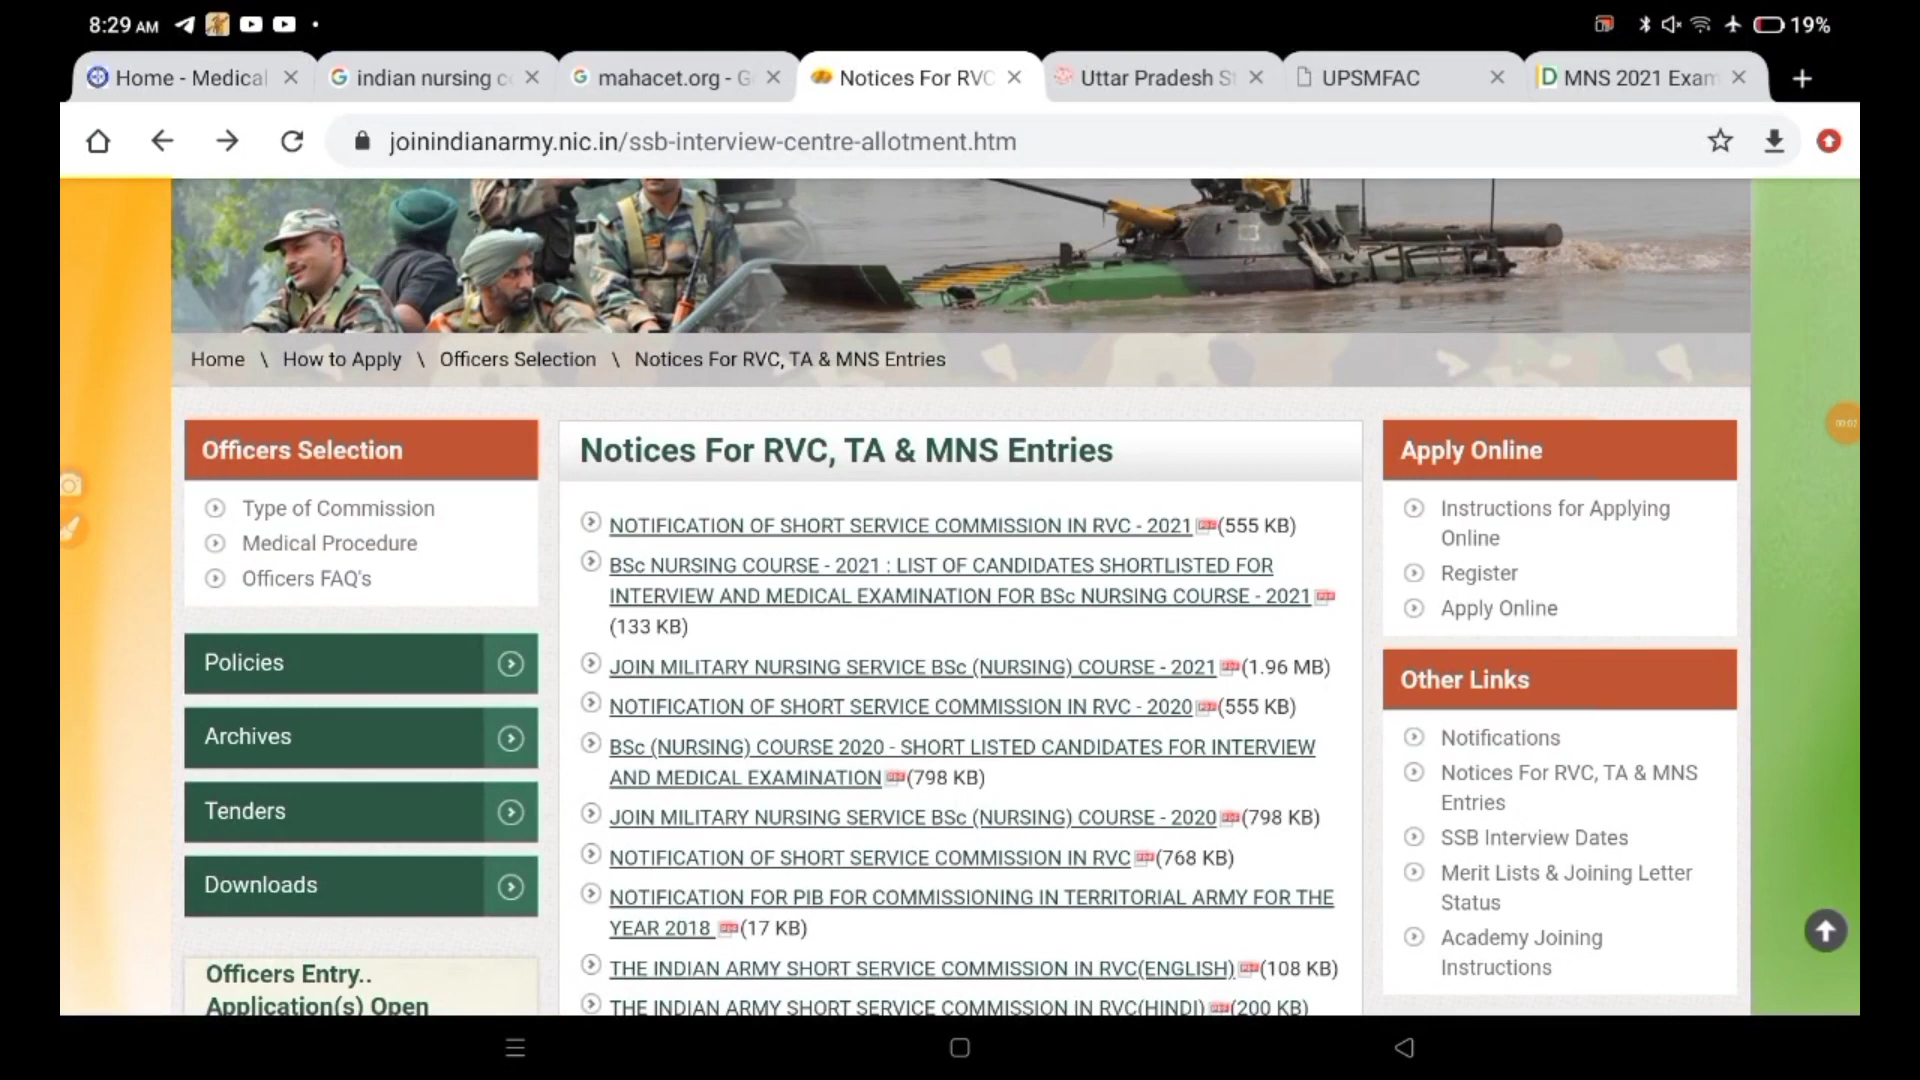 8:29 AM
19%
Home - Medical
indian nursing c
mahacet.org - G
Notices For RVC
Uttar Pradesh S
UPSMFAC
MNS 2021 Exam
joinindianarmy.nic.in/ssb-interview-centre-allotment.htm
Home \ How to Apply \ Officers Selection \ Notices For RVC, TA & MNS Entries
Officers Selection
Type of Commission
Medical Procedure
Officers FAQ's
Policies
Archives
Tenders
Downloads
Officers Entry..
Application(s) Open
Notices For RVC, TA & MNS Entries
NOTIFICATION OF SHORT SERVICE COMMISSION IN RVC - 2021 (555 KB)
BSc NURSING COURSE - 2021 : LIST OF CANDIDATES SHORTLISTED FOR
INTERVIEW AND MEDICAL EXAMINATION FOR BSc NURSING COURSE - 2021
(133 KB)
JOIN MILITARY NURSING SERVICE BSc (NURSING) COURSE - 2021 (1.96 MB)
NOTIFICATION OF SHORT SERVICE COMMISSION IN RVC - 2020 (555 KB)
BSc (NURSING) COURSE 2020 - SHORT LISTED CANDIDATES FOR INTERVIEW
AND MEDICAL EXAMINATION (798 KB)
JOIN MILITARY NURSING SERVICE BSc (NURSING) COURSE - 2020 (798 KB)
NOTIFICATION OF SHORT SERVICE COMMISSION IN RVC (768 KB)
NOTIFICATION FOR PIB FOR COMMISSIONING IN TERRITORIAL ARMY FOR THE
YEAR 2018 (17 KB)
THE INDIAN ARMY SHORT SERVICE COMMISSION IN RVC(ENGLISH) (108 KB)
THE INDIAN ARMY SHORT SERVICE COMMISSION IN RVC(HINDI) (200 KB)
Apply Online
Instructions for Applying
Online
Register
Apply Online
Other Links
Notifications
Notices For RVC, TA & MNS
Entries
SSB Interview Dates
Merit Lists & Joining Letter
Status
Academy Joining
Instructions